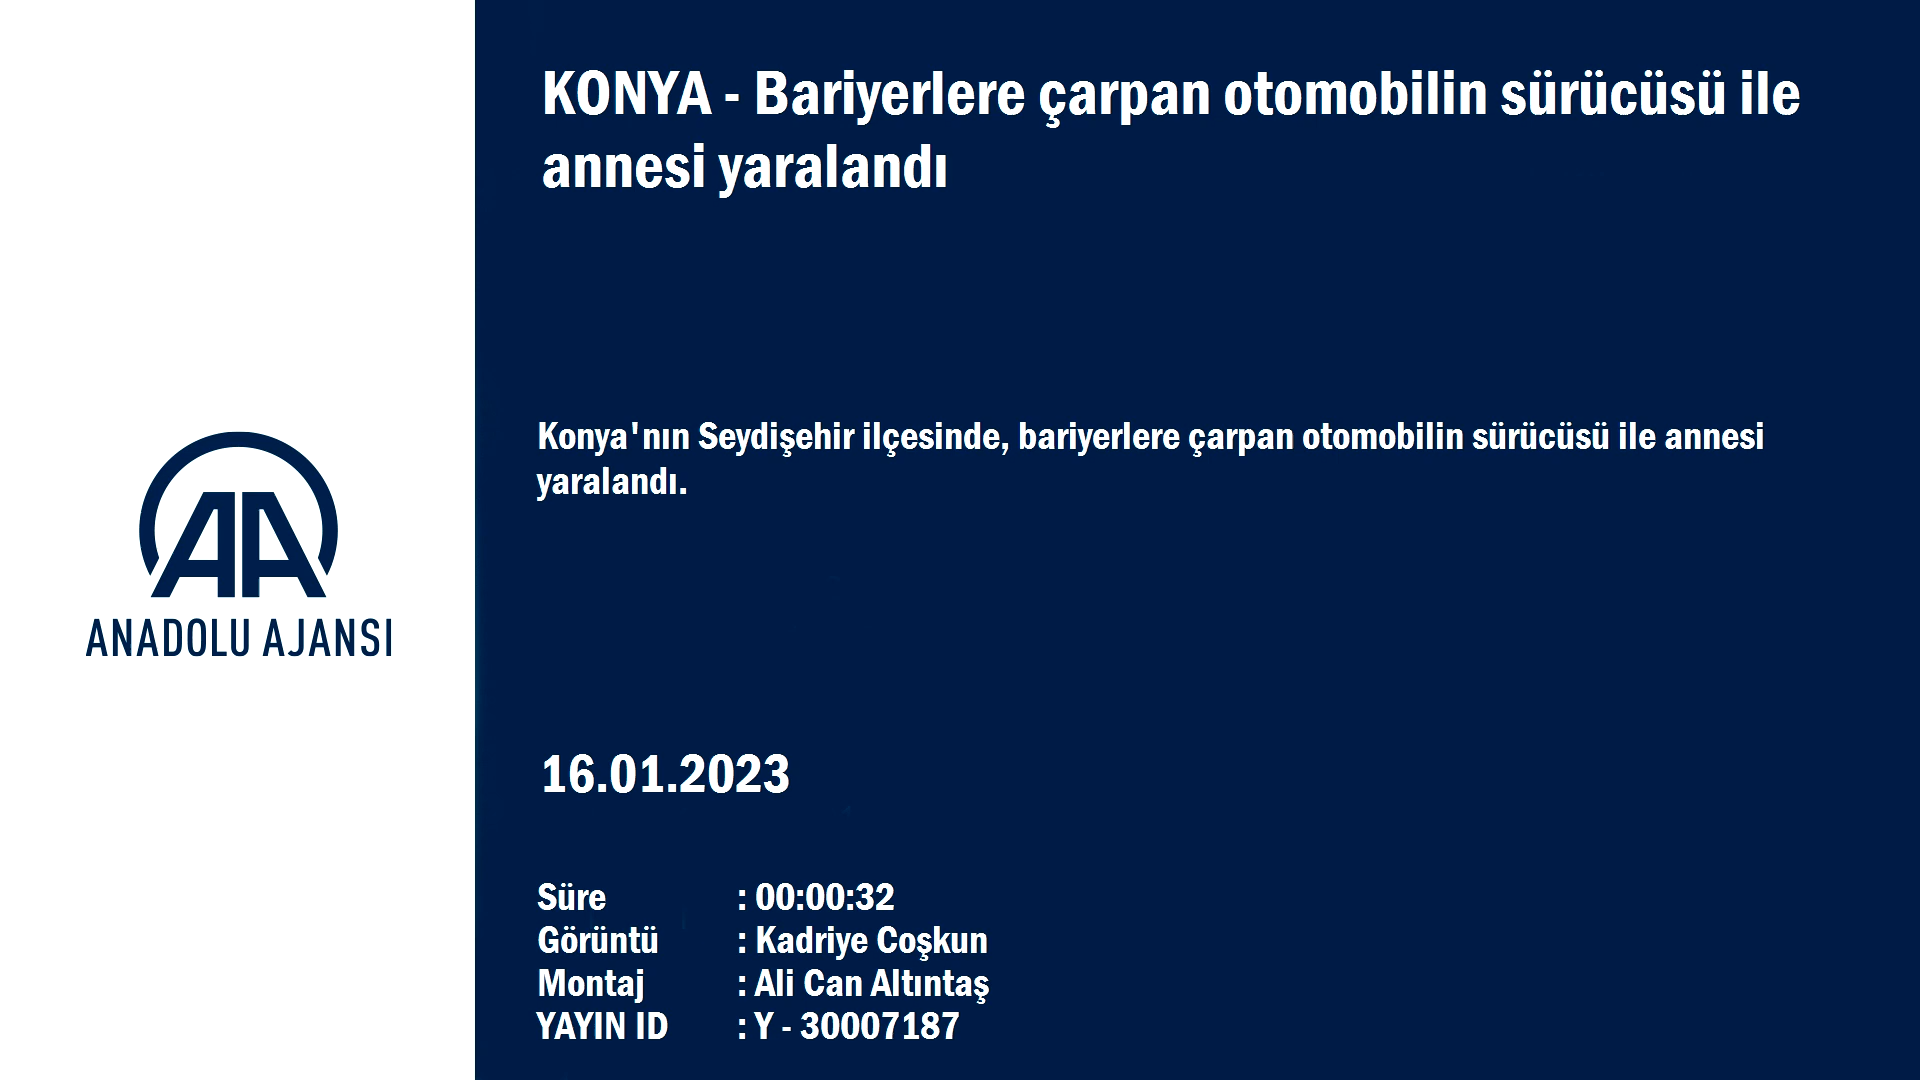 KONYA - Bariyerlere çarpan otomobilin sürücüsü ile
annesi yaralandı
Konya'nın Seydişehir ilçesinde, bariyerlere çarpan otomobilin sürücüsü ile annesi
yaralandı.
AA
ANADOLU AJANSI
16.01.2023
Süre : 00:00:32
Görüntü : Kadriye Coşkun
Montaj : Ali Can Altıntaş
YAYIN ID : Y - 30007187